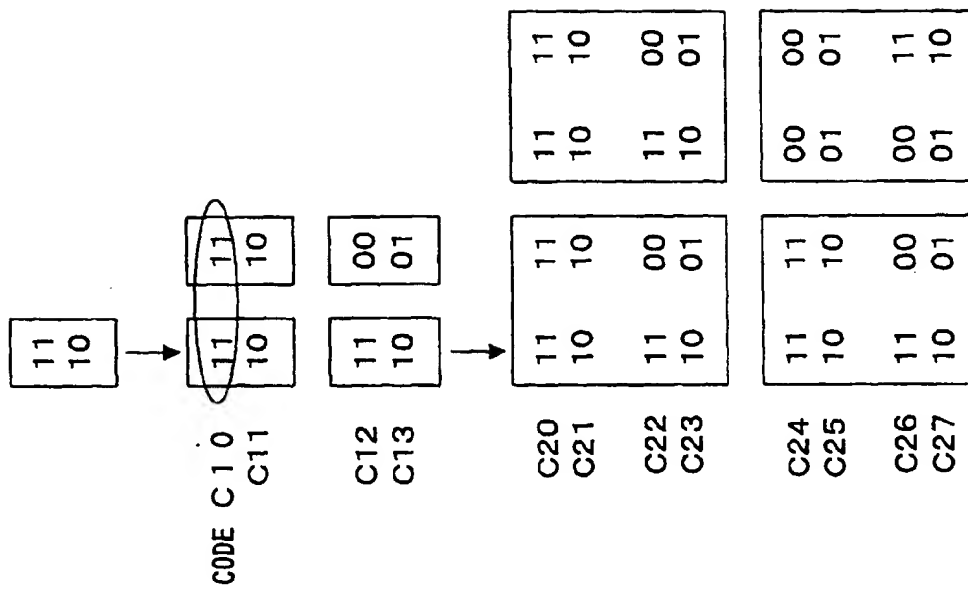 11
10
CODE C10 11 11
C11 10 10
C12 11 00
C13 10 01
C20 11 11 11 11
C21 10 10 10 10
C22 11 00 11 00
C23 10 01 10 01
C24 11 11 00 00
C25 10 10 01 01
C26 11 00 00 11
C27 10 01 01 10